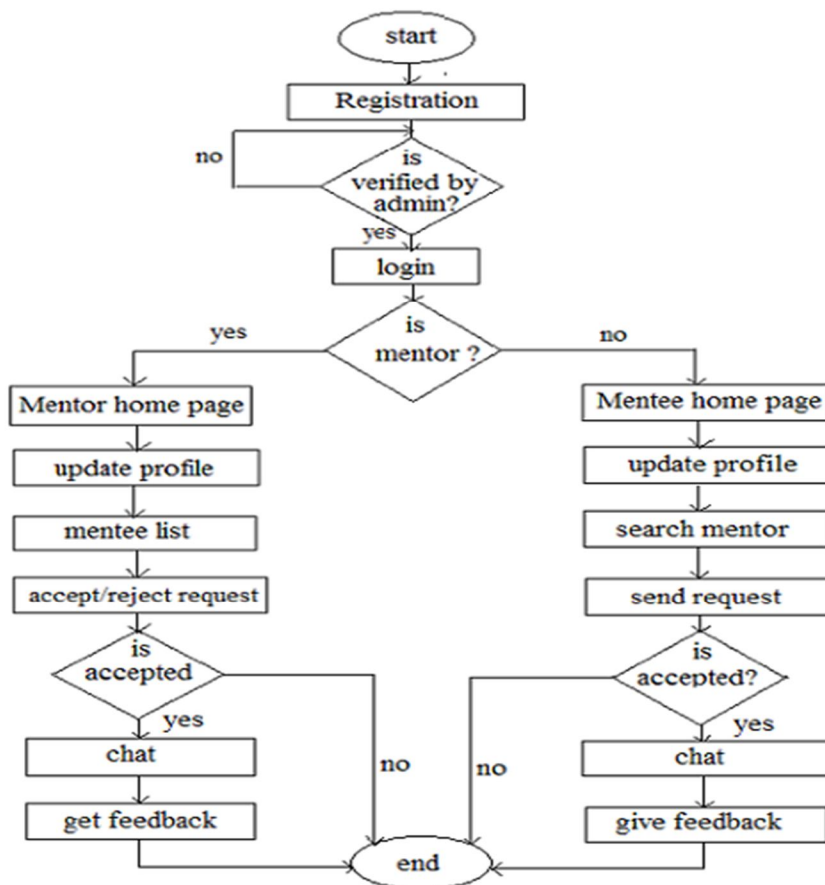 start
Registration
no
is
verified by
admin?
yes
login
is
mentor ?
yes
no
Mentor home page
update profile
mentee list
accept/reject request
is
accepted
yes
no
chat
get feedback
Mentee home page
update profile
search mentor
send request
is
accepted?
yes
no
chat
give feedback
end